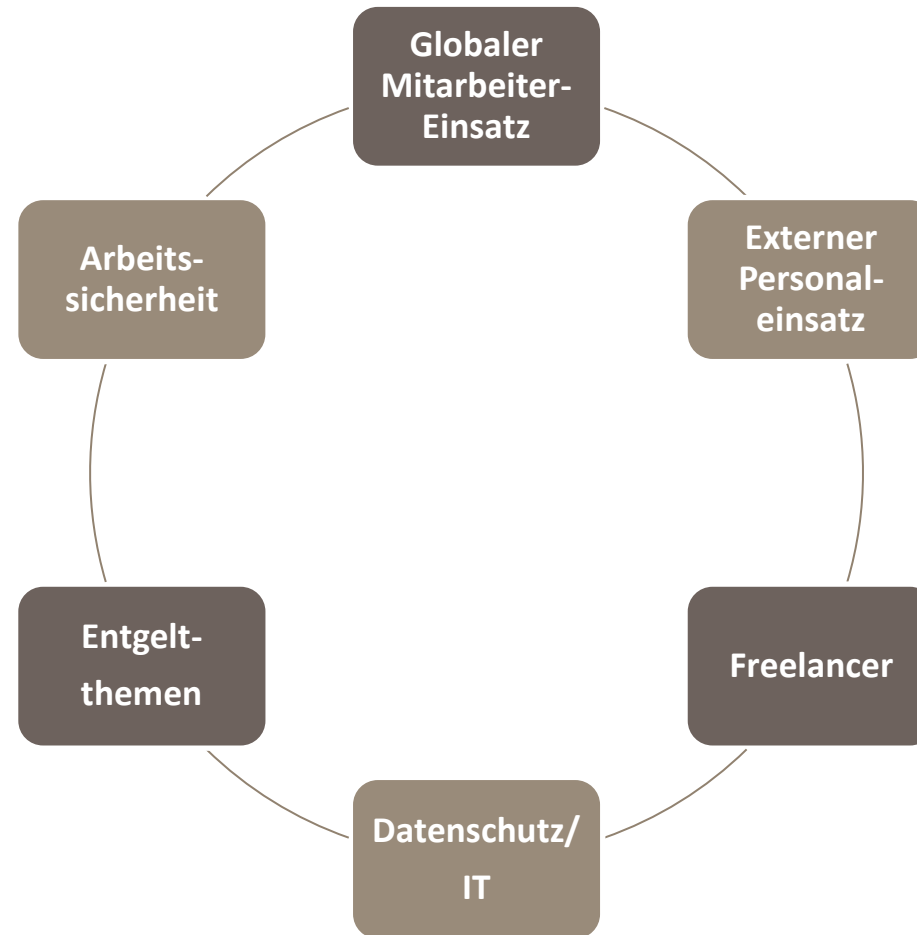 Globaler
Mitarbeiter-
Einsatz
Externer
Personal-
einsatz
Freelancer
Datenschutz/
IT
Entgelt-
themen
Arbeits-
sicherheit